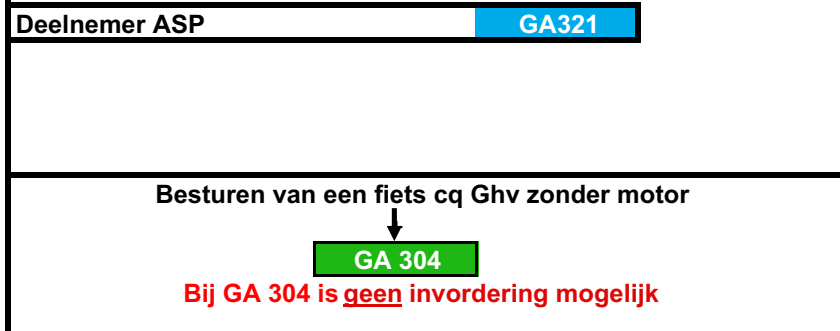 Deelnemer ASP GA321
Besturen van een fiets cq Ghv zonder motor
GA 304
Bij GA 304 is geen invordering mogelijk